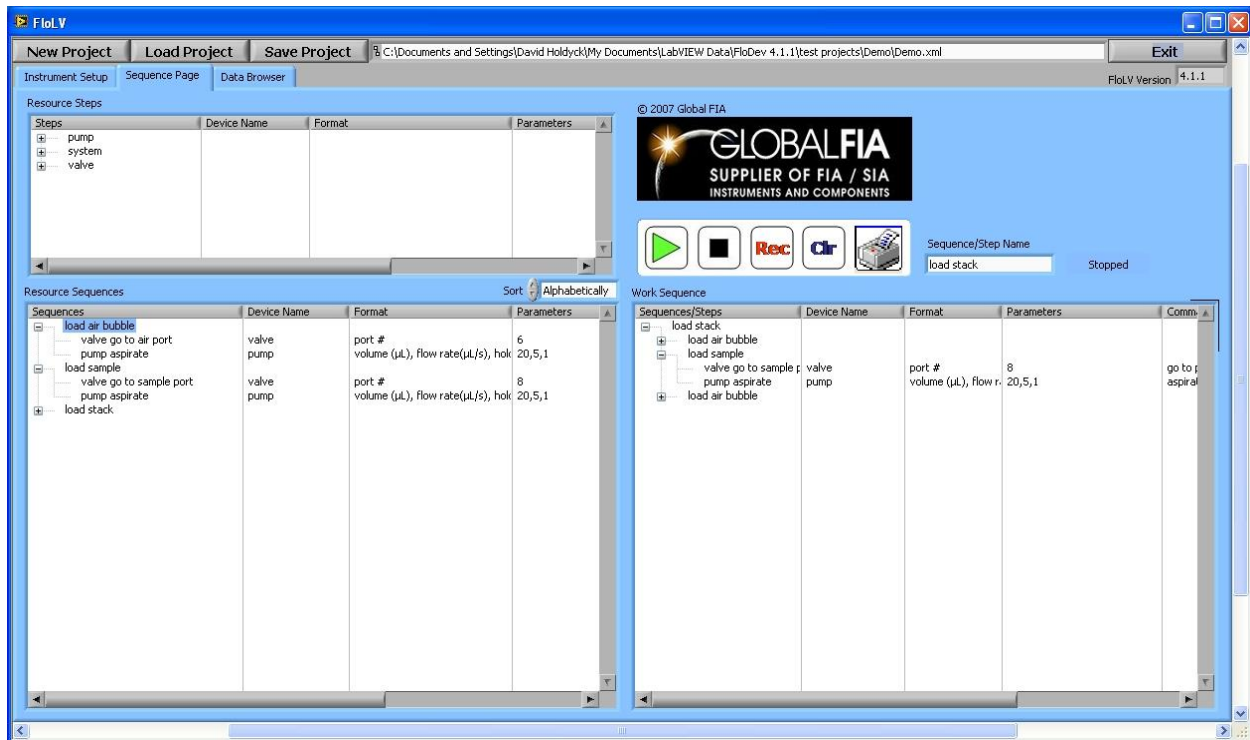 FloLV
New Project Load Project Save Project C:\Documents and Settings\David Holdyck\My Documents\LabVIEW Data\FloDev 4.1.1\test projects\Demo\Demo.xml Exit
Instrument Setup Sequence Page Data Browser FloLV Version 4.1.1
Resource Steps
Steps Device Name Format Parameters
pump
system
valve
© 2007 Global FIA
GLOBALFIA
SUPPLIER OF FIA / SIA
INSTRUMENTS AND COMPONENTS
Rec Clr
Sequence/Step Name
load stack Stopped
Resource Sequences Sort Alphabetically
Sequences Device Name Format Parameters
load air bubble
valve go to air port valve port # 6
pump aspirate pump volume (µL), flow rate(µL/s), hold 20,5,1
load sample
valve go to sample port valve port # 8
pump aspirate pump volume (µL), flow rate(µL/s), hold 20,5,1
load stack
Work Sequence
Sequences/Steps Device Name Format Parameters Comm
load stack
load air bubble
load sample
valve go to sample p valve port # 8 go to p
pump aspirate pump volume (µL), flow r 20,5,1 aspirat
load air bubble